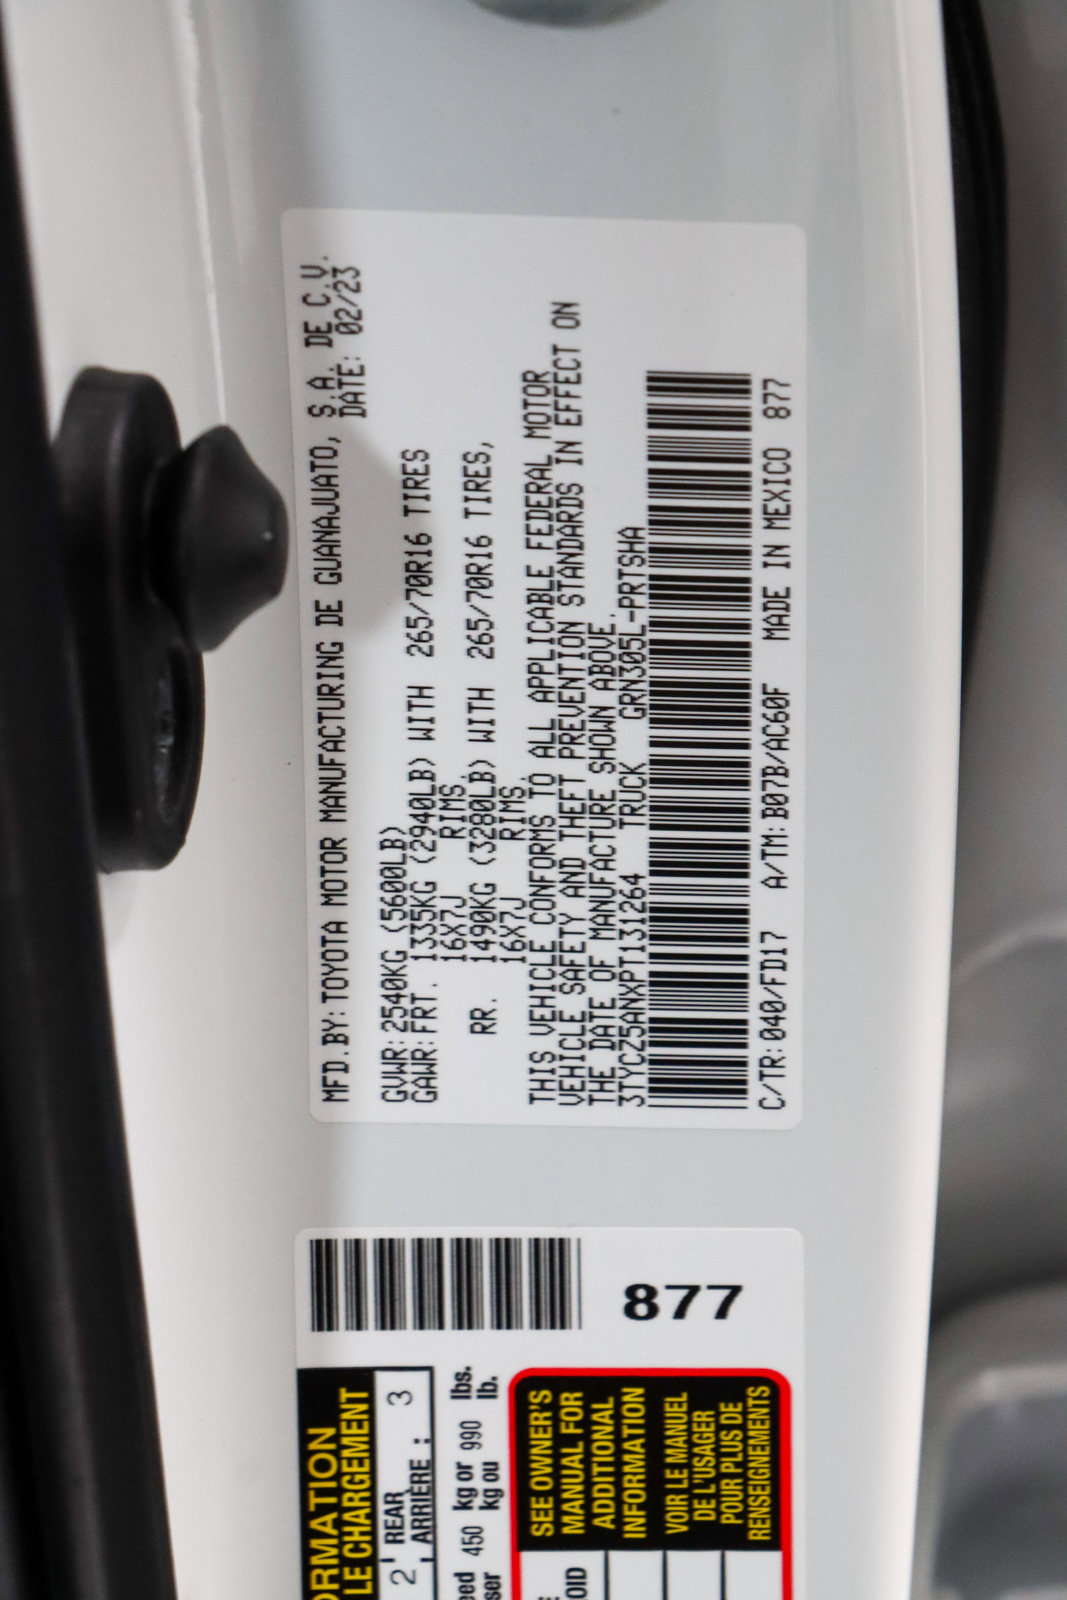 MFD.BY: TOYOTA MOTOR MANUFACTURING DE GUANAJUATO, S.A. DE C.V.
DATE: 02/23
GVWR: 2540KG (5600LB)
GAWR: FRT. 1335KG (2940LB) WITH 265/70R16 TIRES
16X7J RIMS,
RR. 1490KG (3280LB) WITH 265/70R16 TIRES,
16X7J RIMS.
THIS VEHICLE CONFORMS TO ALL APPLICABLE FEDERAL MOTOR
VEHICLE SAFETY AND THEFT PREVENTION STANDARDS IN EFFECT ON
THE DATE OF MANUFACTURE SHOWN ABOVE.
3TYCZ5ANXPT131264 TRUCK GRN305L-PRTSHA
C/TR: 040/FD17 A/TM: B07B/AC60F MADE IN MEXICO 877
877
ORMATION
LE CHARGEMENT
2 REAR
ARRIÈRE : 3
eed 450 kg or 990 lbs.
ser kg ou lb.
SEE OWNER'S
MANUAL FOR
ADDITIONAL
INFORMATION
VOIR LE MANUEL
DE L'USAGER
POUR PLUS DE
RENSEIGNEMENTS
E
OID